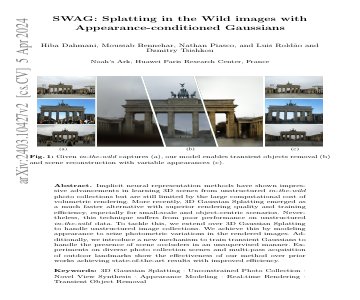 SWAG: Splatting in the Wild images with
Appearance-conditioned Gaussians
Hiba Dahmani, Moussab Bennehar, Nathan Piasco, and Luis Roldão and
Dzmitry Tsishkou
Noah's Ark, Huawei Paris Research Center, France
[cs.CV] 5 Apr 2024
(a)
(b)
(c)
Fig. 1: Given in-the-wild captures (a), our model enables transient objects removal (b)
and scene reconstruction with variable appearances (c).
Abstract. Implicit neural representation methods have shown impres-
sive advancements in learning 3D scenes from unstructured in-the-wild
photo collections but are still limited by the large computational cost of
volumetric rendering. More recently, 3D Gaussian Splatting emerged as
a much faster alternative with superior rendering quality and training
efficiency, especially for small-scale and object-centric scenarios. Never-
theless, this technique suffers from poor performance on unstructured
in-the-wild data. To tackle this, we extend over 3D Gaussian Splatting
to handle unstructured image collections. We achieve this by modeling
appearance to seize photometric variations in the rendered images. Ad-
ditionally, we introduce a new mechanism to train transient Gaussians to
handle the presence of scene occluders in an unsupervised manner. Ex-
periments on diverse photo collection scenes and multi-pass acquisition
of outdoor landmarks show the effectiveness of our method over prior
works achieving state-of-the-art results with improved efficiency.
Keywords: 3D Gaussian Splatting · Unconstrained Photo Collection ·
Novel View Synthesis · Appearance Modeling · Real-time Rendering ·
Transient Object Removal